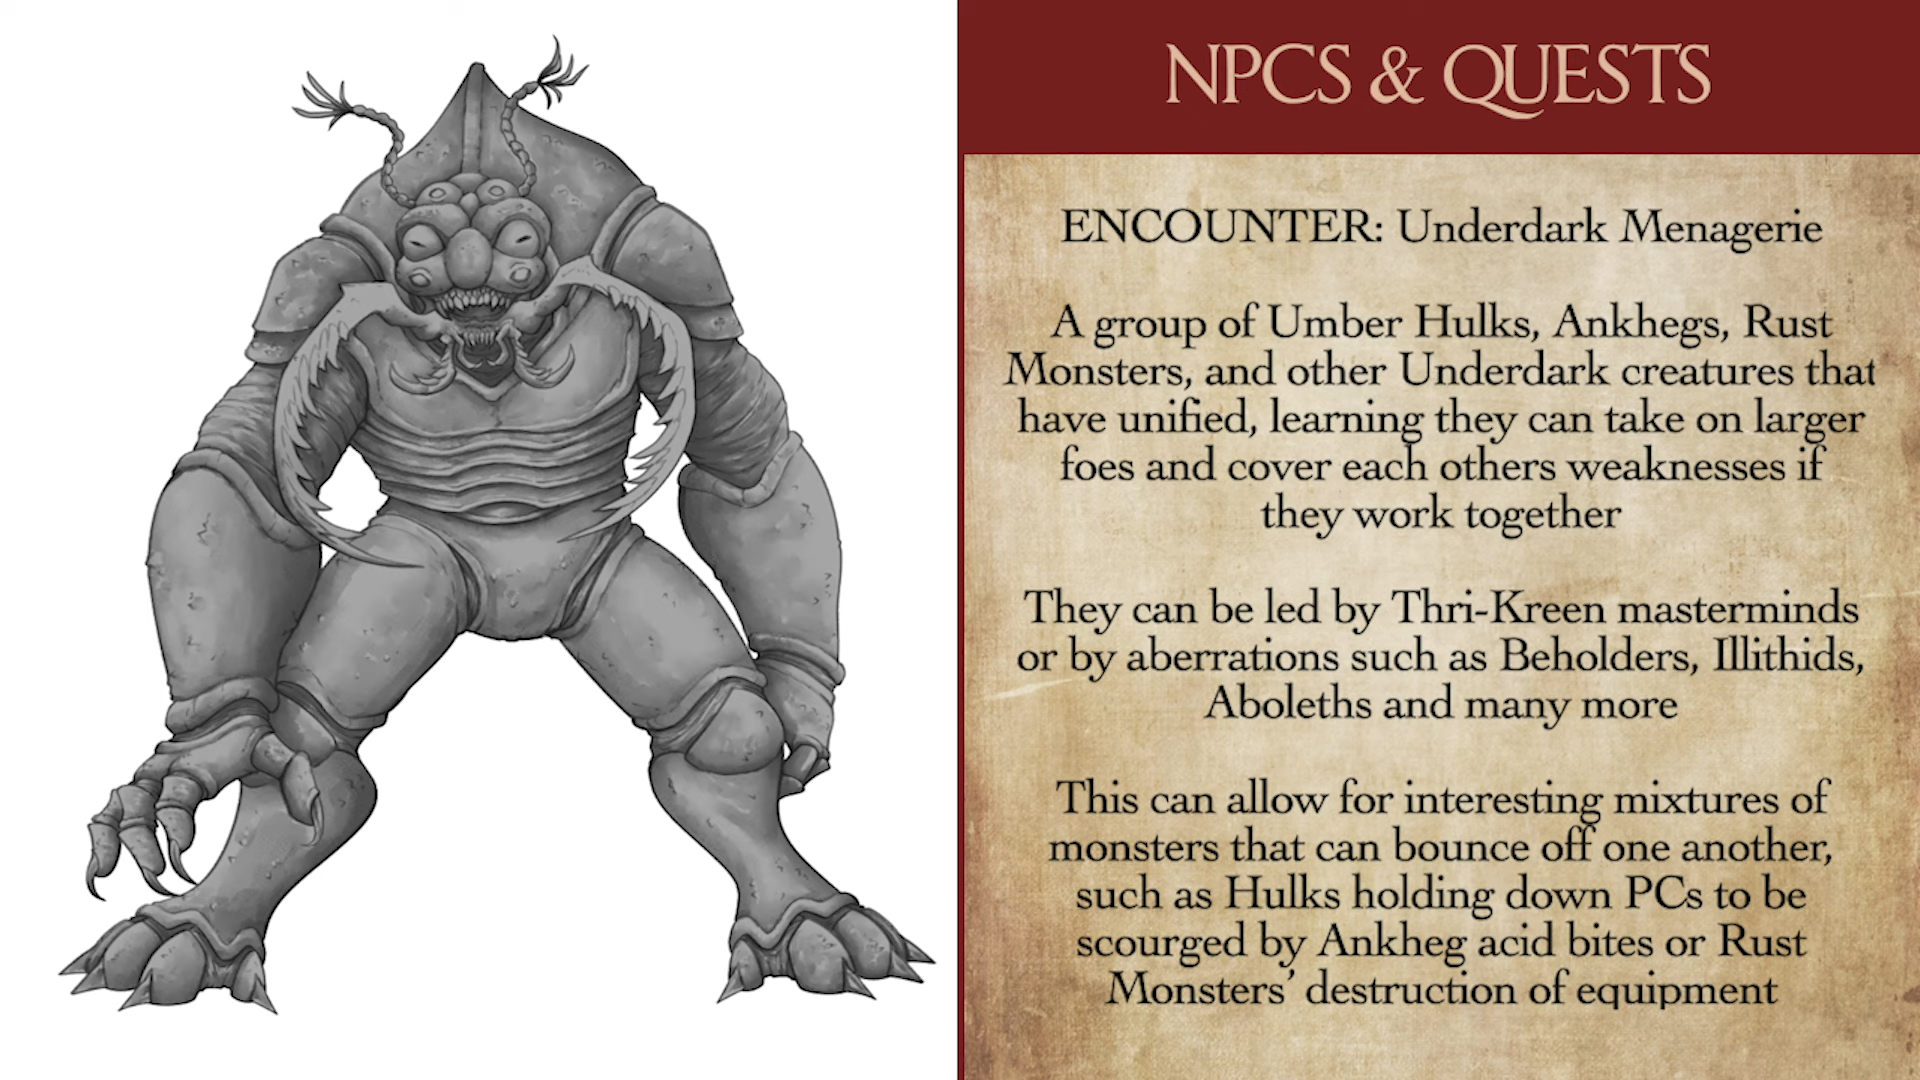 NPCS & QUESTS
ENCOUNTER: Underdark Menagerie
A group of Umber Hulks, Ankhegs, Rust
Monsters, and other Underdark creatures that
have unified, learning they can take on larger
foes and cover each others weaknesses if
they work together
They can be led by Thri-Kreen masterminds
or by aberrations such as Beholders, Illithids,
Aboleths and many more
This can allow for interesting mixtures of
monsters that can bounce off one another,
such as Hulks holding down PCs to be
scourged by Ankheg acid bites or Rust
Monsters’ destruction of equipment